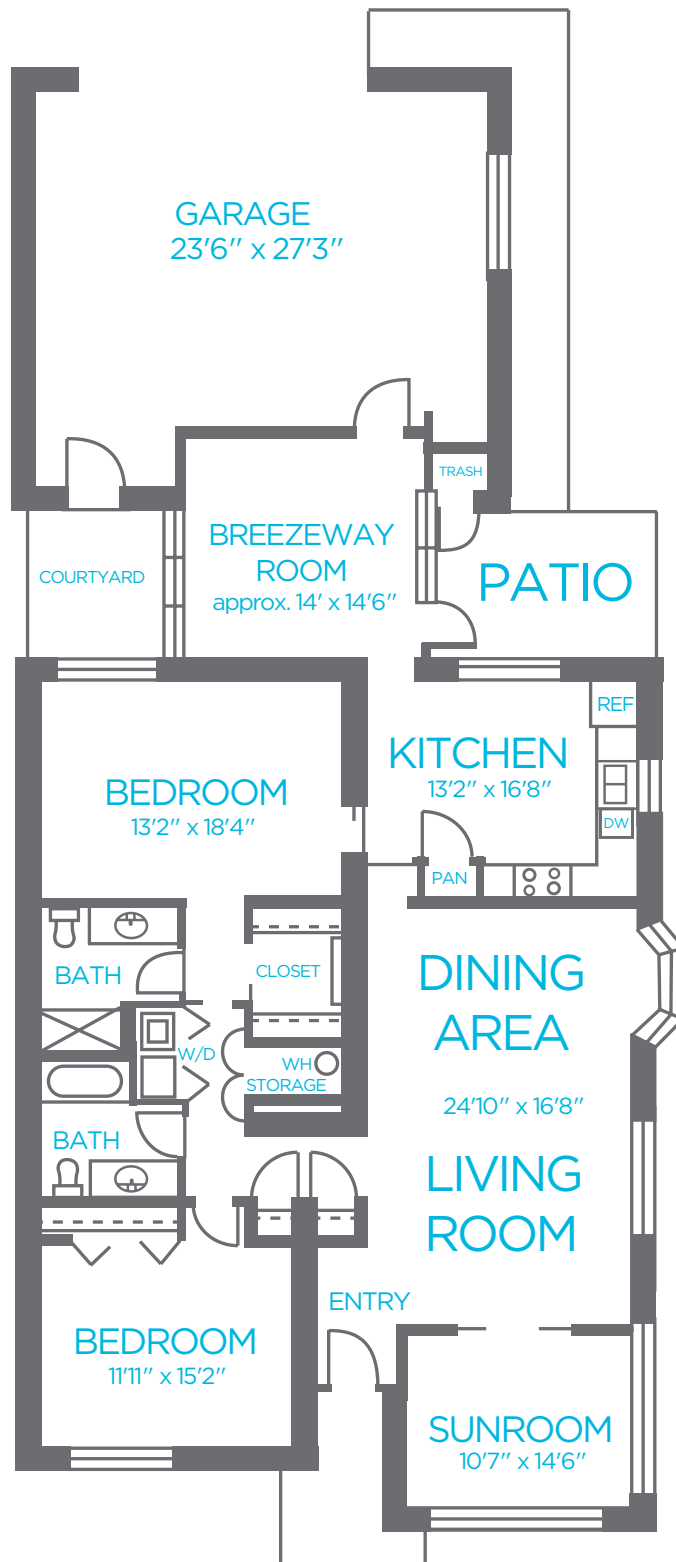 GARAGE
23'6" x 27'3"
TRASH
BREEZEWAY
ROOM
approx. 14' x 14'6"
COURTYARD
PATIO
REF
KITCHEN
13'2" x 16'8"
BEDROOM
13'2" x 18'4"
DW
PAN
BATH
CLOSET
DINING
AREA
W/D
WH
STORAGE
24'10" x 16'8"
BATH
LIVING
ROOM
ENTRY
BEDROOM
11'11" x 15'2"
SUNROOM
10'7" x 14'6"